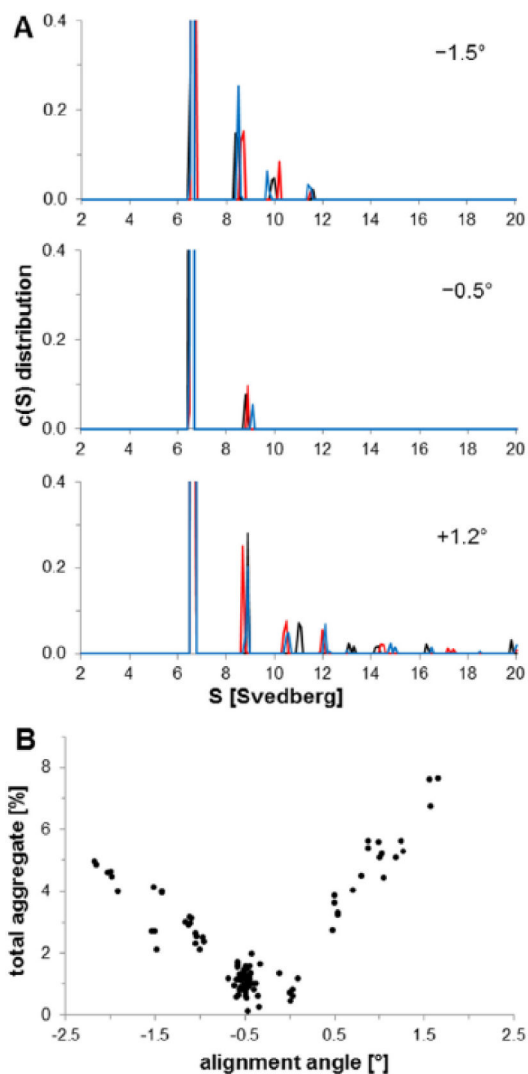 A
−1.5°
0.4
0.2
0.0
2 4 6 8 10 12 14 16 18 20
−0.5°
0.4
0.2
0.0
2 4 6 8 10 12 14 16 18 20
c(S) distribution
+1.2°
0.4
0.2
0.0
2 4 6 8 10 12 14 16 18 20
S [Svedberg]
B
8
6
4
2
0
total aggregate [%]
-2.5 -1.5 -0.5 0.5 1.5 2.5
alignment angle [°]